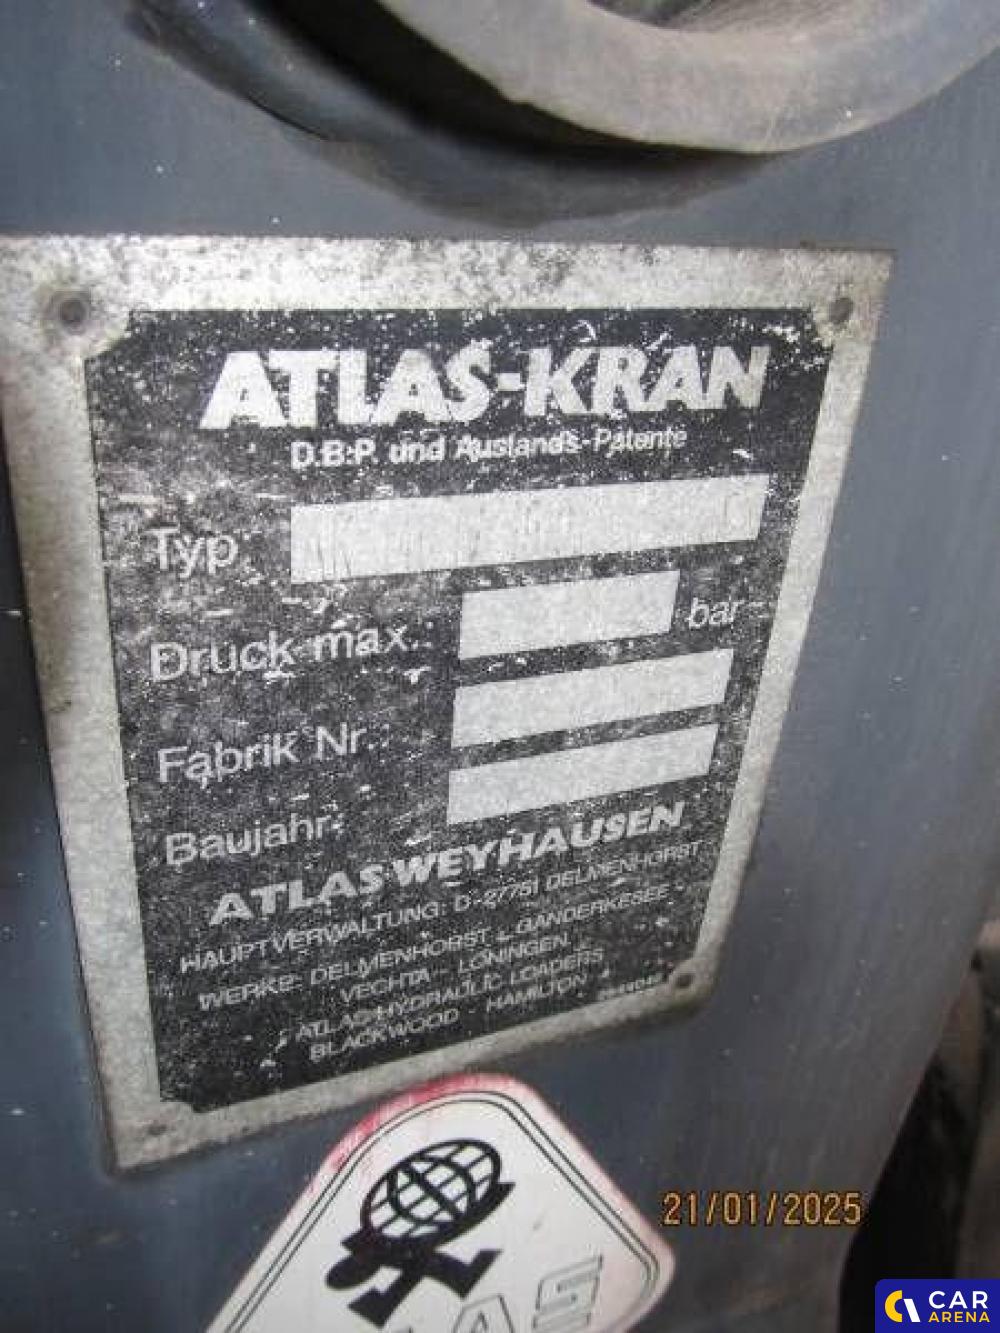 ATLAS-KRAN
D.B.P. und Auslands-Patente
Typ
Druck max.: bar
Fabrik Nr.:
Baujahr:
ATLAS WEYHAUSEN
HAUPTVERWALTUNG: D-27751 DELMENHORST
WERKE: DELMENHORST - GANDERKESEE -
VECHTA - LÖNINGEN
ATLAS HYDRAULIC LOADERS
BLACKWOOD - HAMILTON
21/01/2025
CAR
ARENA